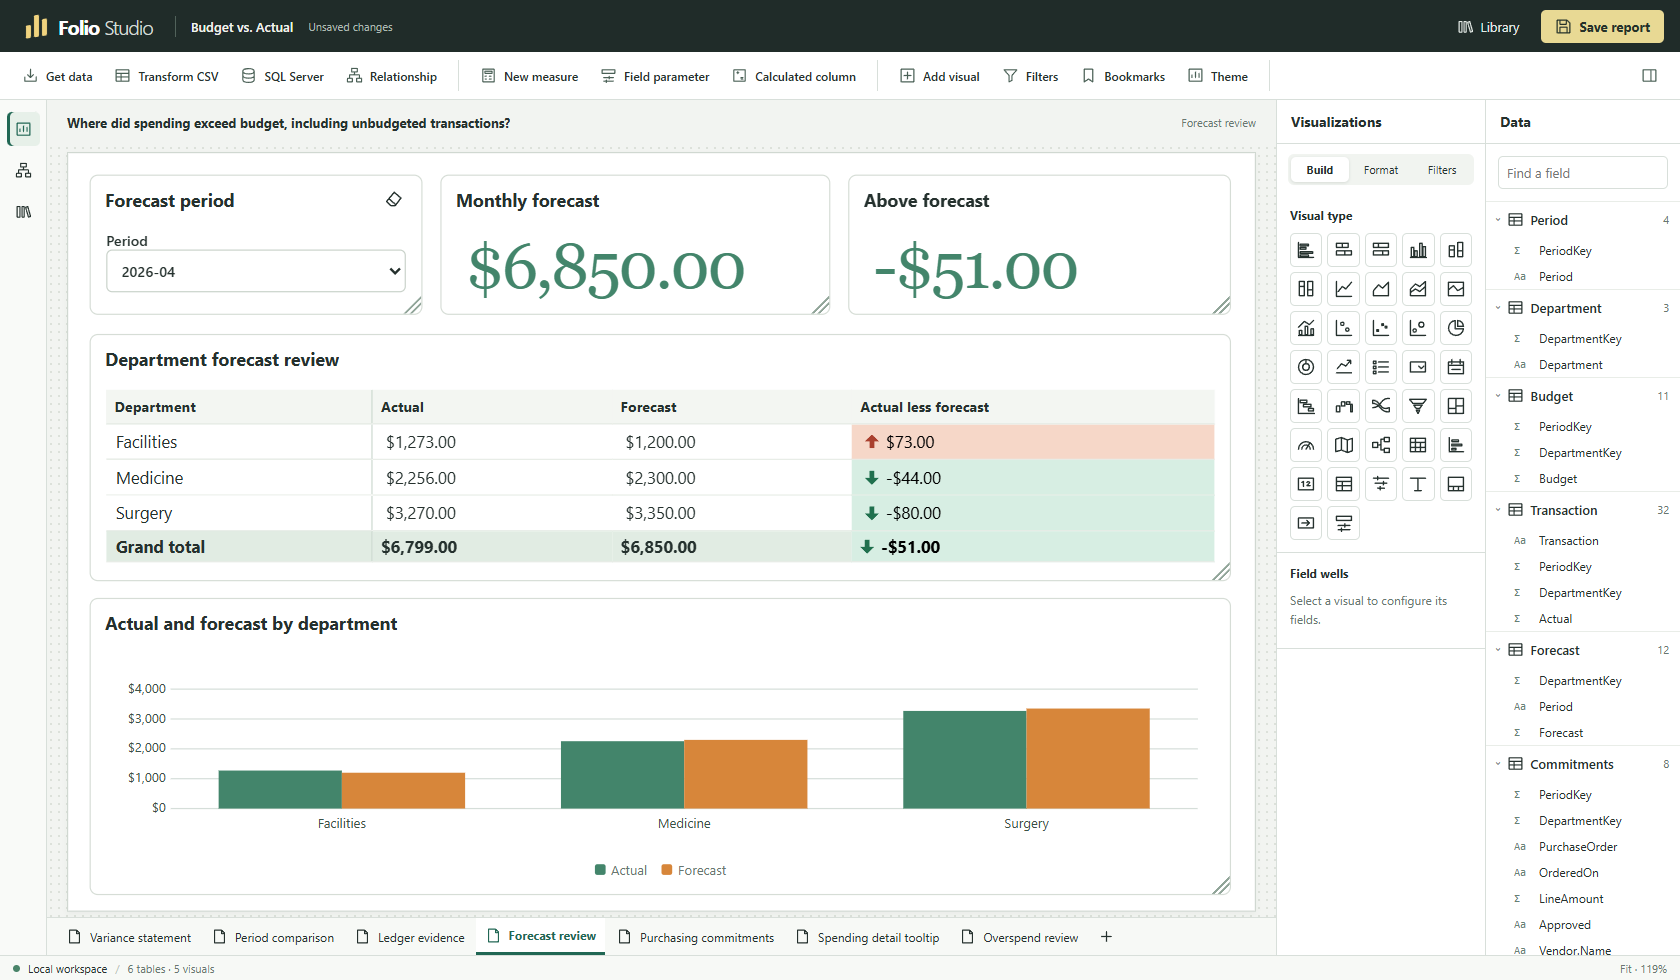 Folio Studio
Budget vs. Actual
Unsaved changes
Library
Save report
Get data
Transform CSV
SQL Server
Relationship
New measure
Field parameter
Calculated column
Add visual
Filters
Bookmarks
Theme
Where did spending exceed budget, including unbudgeted transactions?
Forecast review
Forecast period
Period
2026-04
Monthly forecast
$6,850.00
Above forecast
-$51.00
Department forecast review
Department Actual Forecast Actual less forecast
Facilities $1,273.00 $1,200.00 $73.00
Medicine $2,256.00 $2,300.00 -$44.00
Surgery $3,270.00 $3,350.00 -$80.00
Grand total $6,799.00 $6,850.00 -$51.00
Actual and forecast by department
$4,000
$3,000
$2,000
$1,000
$0
Facilities Medicine Surgery
Actual Forecast
Variance statement
Period comparison
Ledger evidence
Forecast review
Purchasing commitments
Spending detail tooltip
Overspend review
Local workspace / 6 tables · 5 visuals
Fit · 119%
Visualizations
Build Format Filters
Visual type
12
Field wells
Select a visual to configure its
fields.
Data
Find a field
Period 4
Σ PeriodKey
Aa Period
Department 3
Σ DepartmentKey
Aa Department
Budget 11
Σ PeriodKey
Σ DepartmentKey
Σ Budget
Transaction 32
Aa Transaction
Σ PeriodKey
Σ DepartmentKey
Σ Actual
Forecast 12
Σ DepartmentKey
Aa Period
Σ Forecast
Commitments 8
Σ PeriodKey
Σ DepartmentKey
Aa PurchaseOrder
Aa OrderedOn
Σ LineAmount
Aa Approved
Aa Vendor.Name